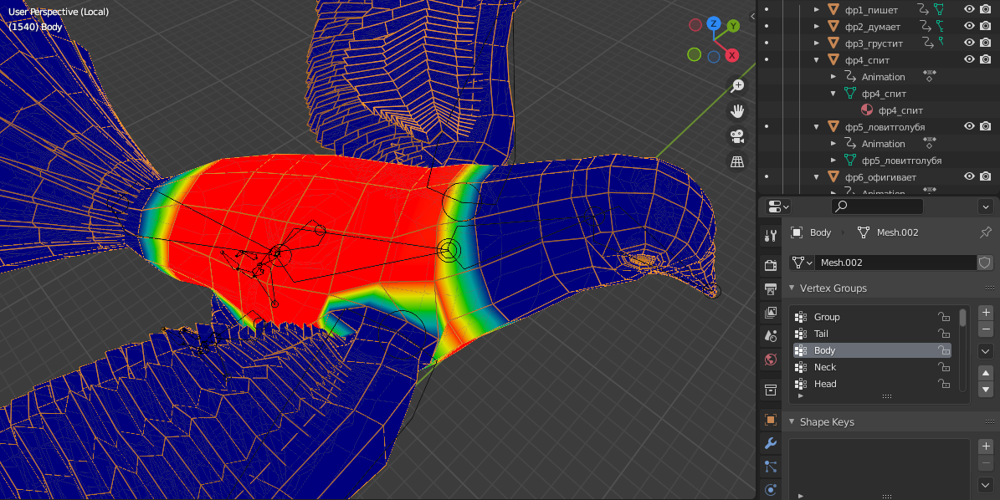 User Perspective (Local)
(1540) Body
Z
Y
X
фр1_пишет
фр2_думает
фр3_грустит
фр4_спит
Animation
фр4_спит
фр4_спит
фр5_ловитголубя
Animation
фр5_ловитголубя
фр6_офигивает
Animation
Body
Mesh.002
Mesh.002
Vertex Groups
Group
Tail
Body
Neck
Head
Shape Keys